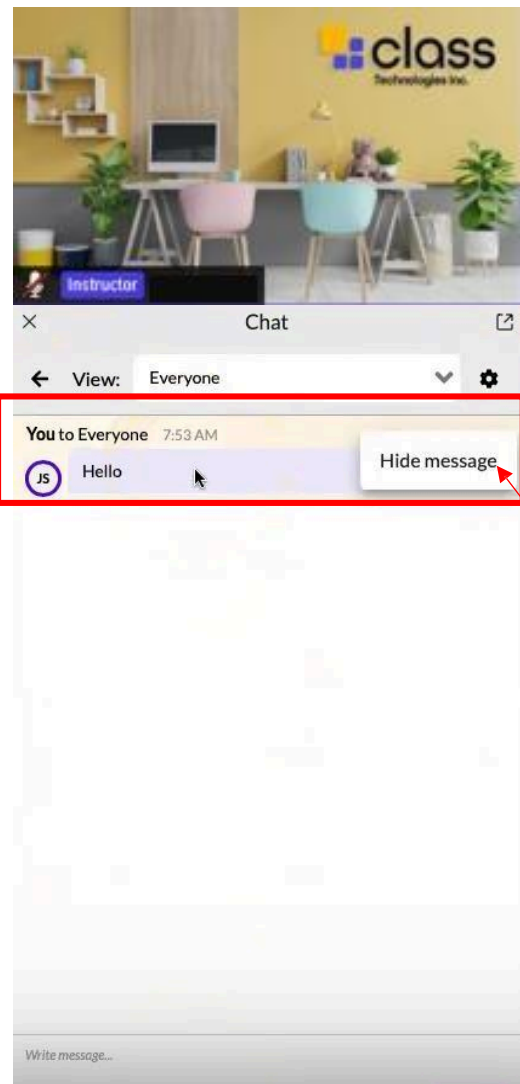 class
Technologies Inc.
Instructor
Chat
View: Everyone
You to Everyone 7:53 AM
JS Hello
Hide message
Write message...